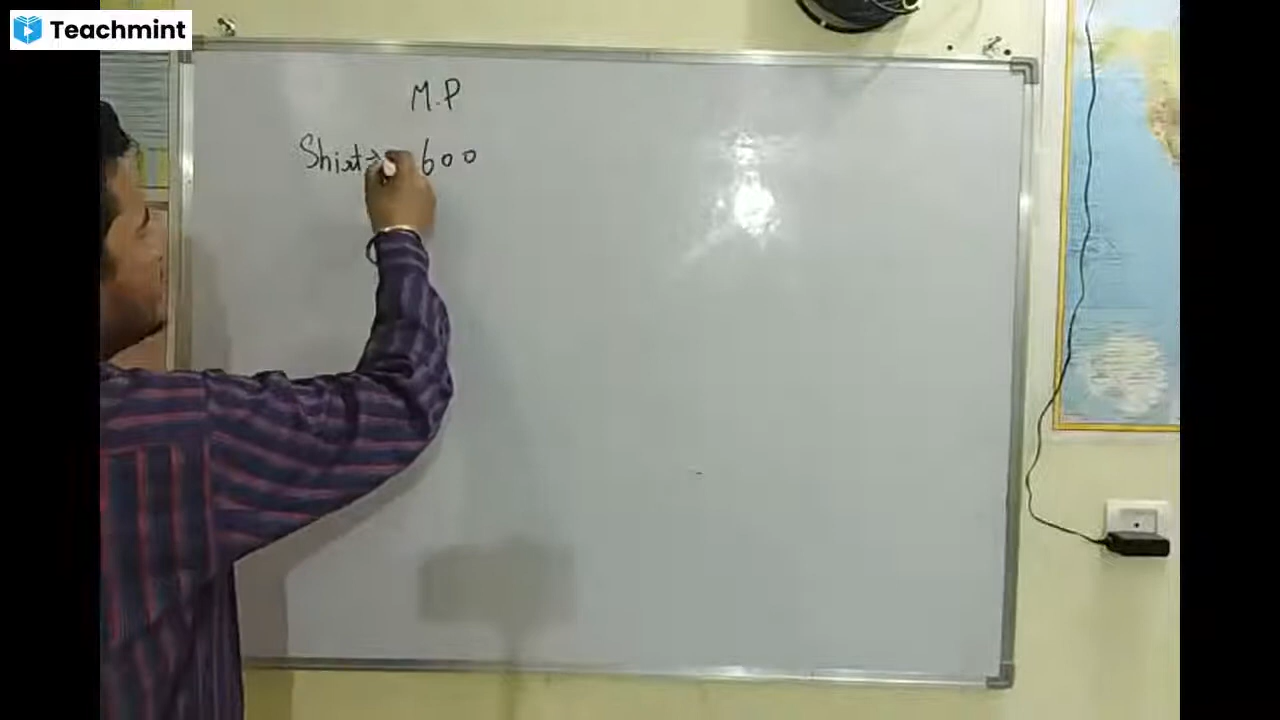 Teachmint
M.P
Shirt → 600